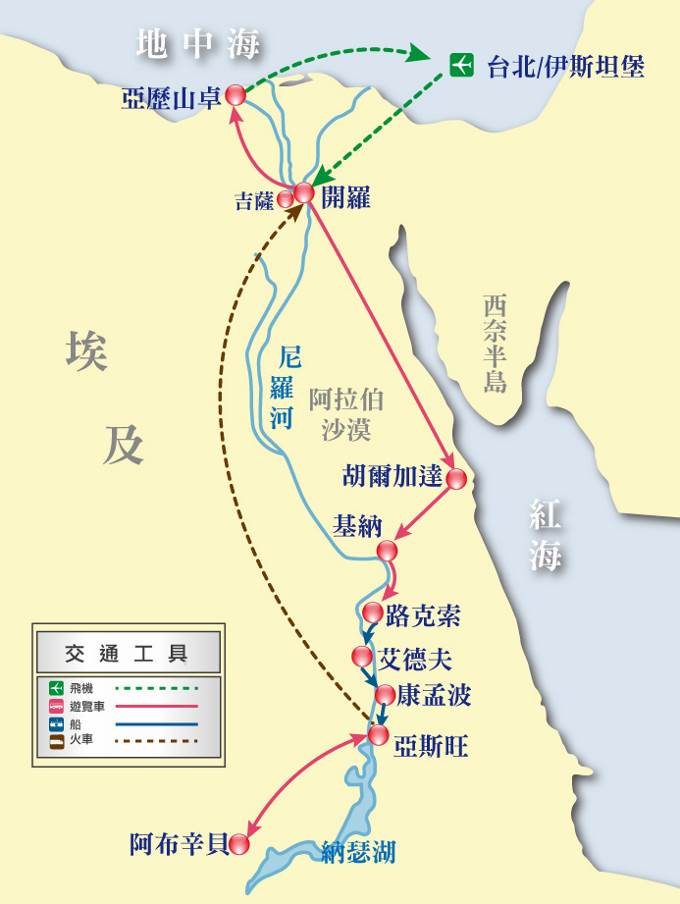 地中海
台北/伊斯坦堡
亞歷山卓
吉薩
開羅
西奈半島
埃及
尼羅河
阿拉伯
沙漠
胡爾加達
紅海
基納
路克索
艾德夫
康孟波
亞斯旺
阿布辛貝
納瑟湖
交通工具
飛機
遊覽車
船
火車